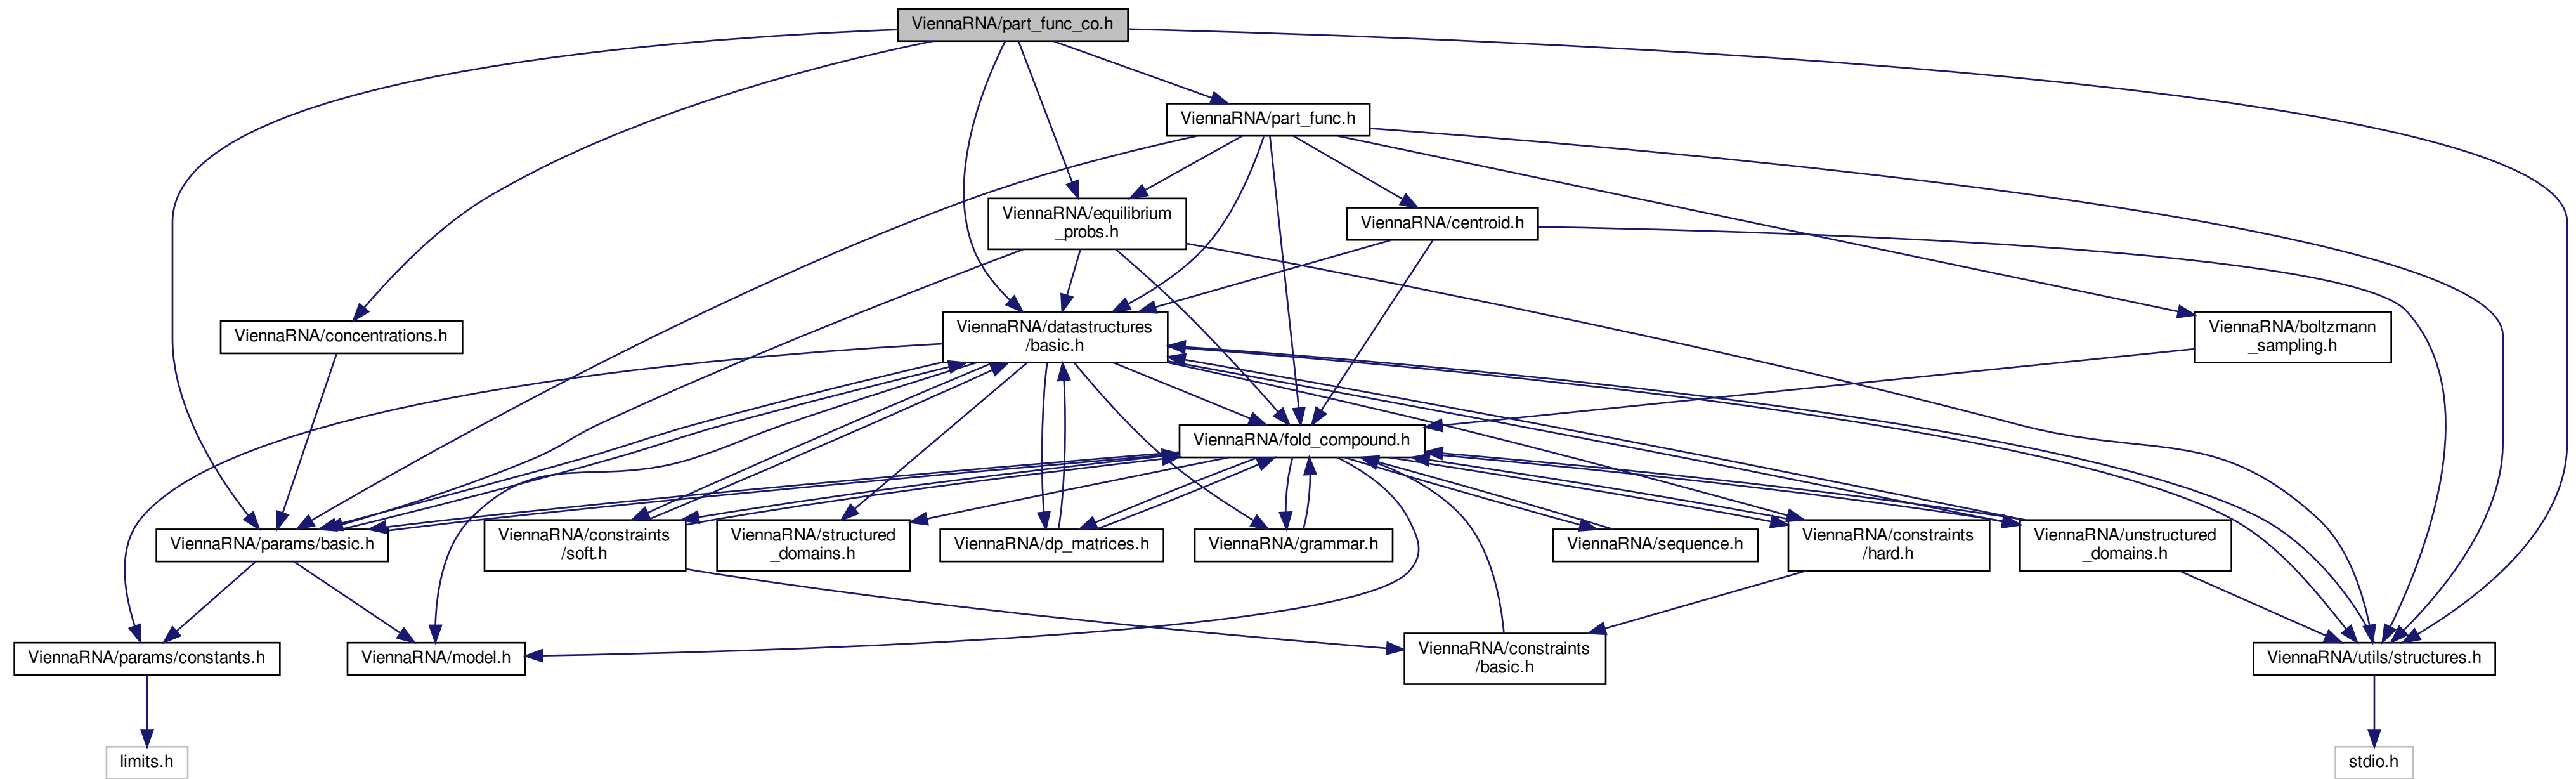 ViennaRNA/part_func_co.h
ViennaRNA/part_func.h
ViennaRNA/equilibrium
_probs.h
ViennaRNA/centroid.h
ViennaRNA/concentrations.h
ViennaRNA/datastructures
/basic.h
ViennaRNA/boltzmann
_sampling.h
ViennaRNA/fold_compound.h
ViennaRNA/params/basic.h
ViennaRNA/constraints
/soft.h
ViennaRNA/structured
_domains.h
ViennaRNA/dp_matrices.h
ViennaRNA/grammar.h
ViennaRNA/sequence.h
ViennaRNA/constraints
/hard.h
ViennaRNA/unstructured
_domains.h
ViennaRNA/params/constants.h
ViennaRNA/model.h
ViennaRNA/constraints
/basic.h
ViennaRNA/utils/structures.h
limits.h
stdio.h